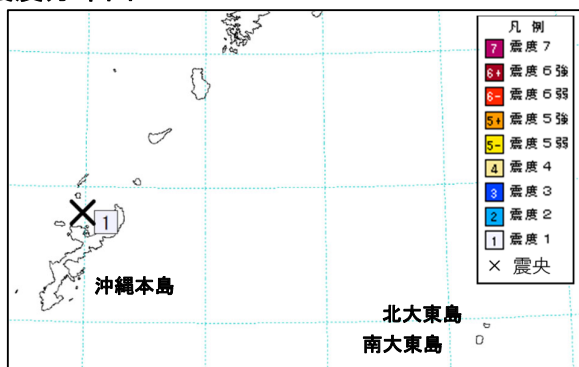 凡 例
7 震度７
6+ 震度６強
6- 震度６弱
5+ 震度５強
5- 震度５弱
4 震度４
3 震度３
2 震度２
1 震度１
× 震央
1
沖縄本島
北大東島
南大東島